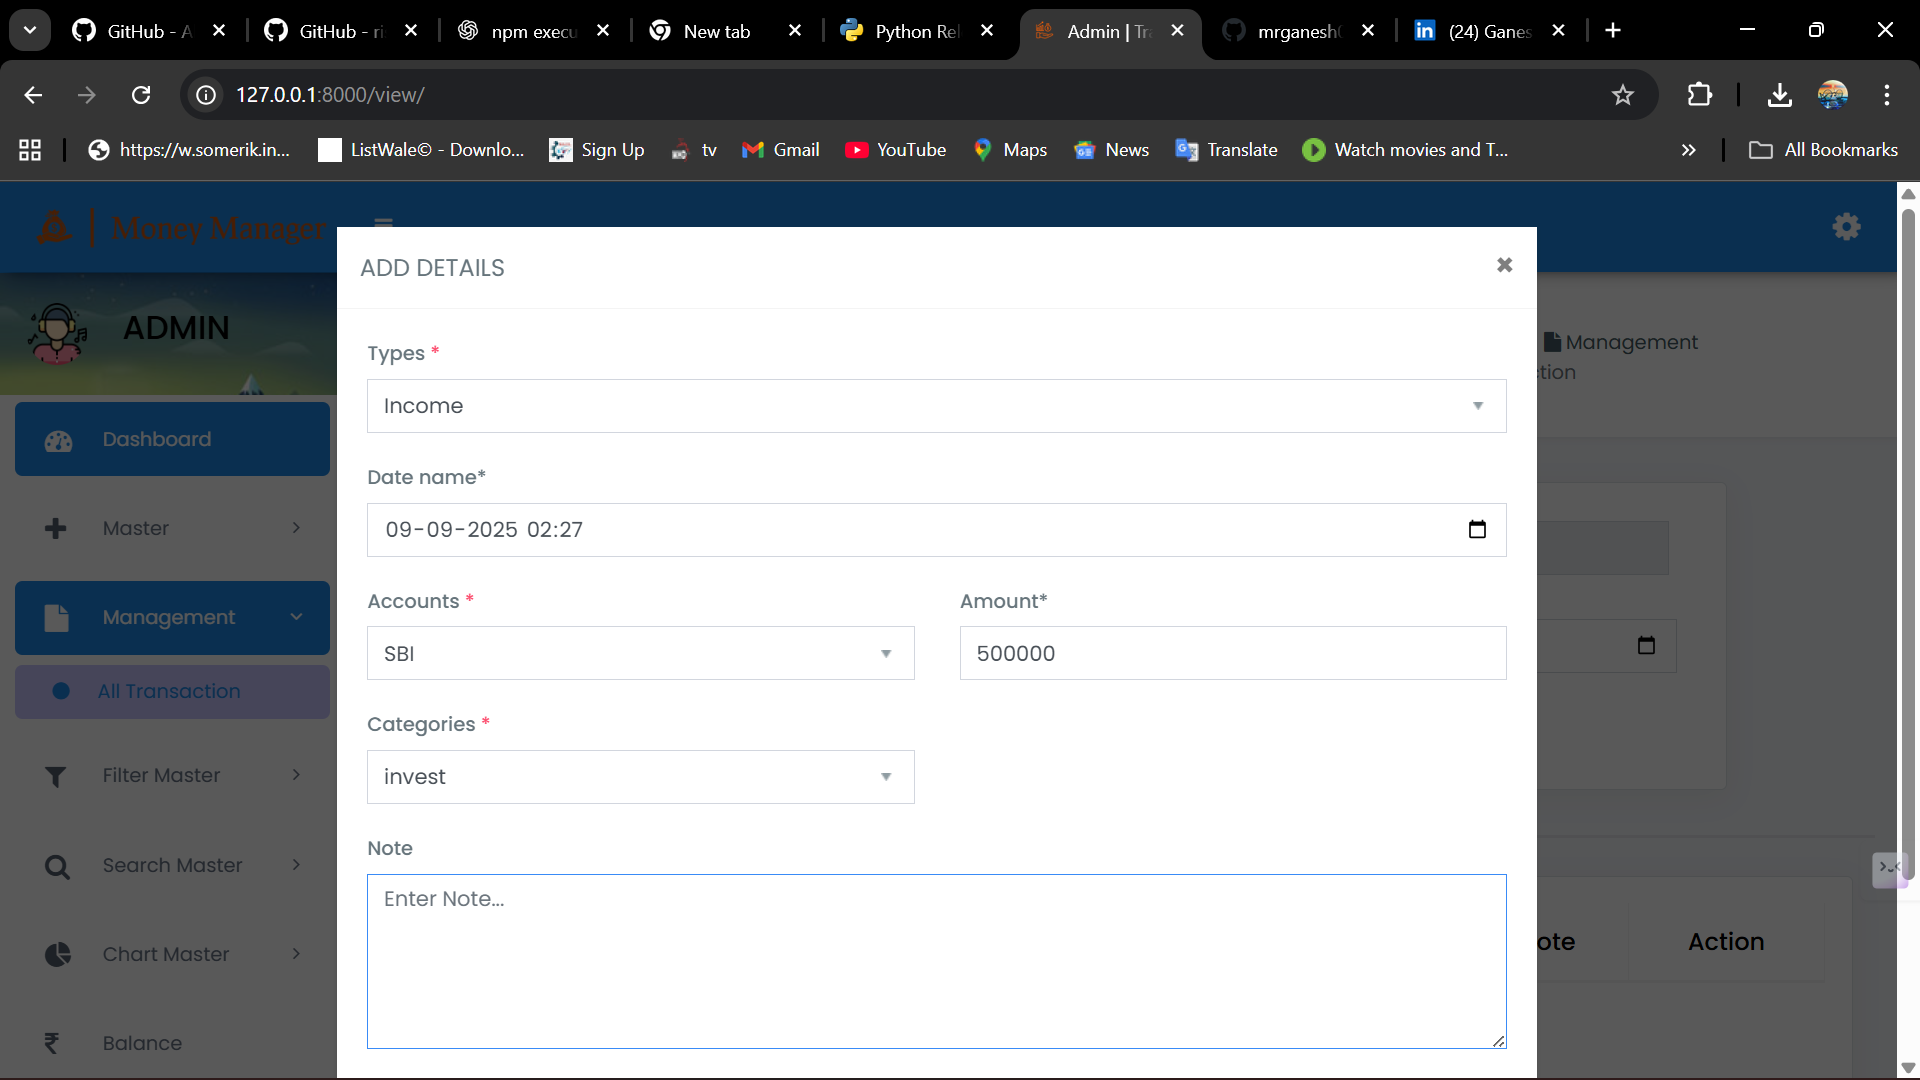 GitHub - A
GitHub - ri
npm execu
New tab
Python Rel
Admin | Tra
mrganesh
(24) Ganes
127.0.0.1:8000/view/
https://w.somerik.in...
ListWale© - Downlo...
Sign Up
tv
Gmail
YouTube
Maps
News
Translate
Watch movies and T...
All Bookmarks
Money Manager
ADMIN
Dashboard
Master
Management
All Transaction
Filter Master
Search Master
Chart Master
Balance
ADD DETAILS
Types *
Income
Date name*
09-09-2025 02:27
Accounts *
SBI
Amount*
500000
Categories *
invest
Note
Enter Note...
Management
ction
ote
Action